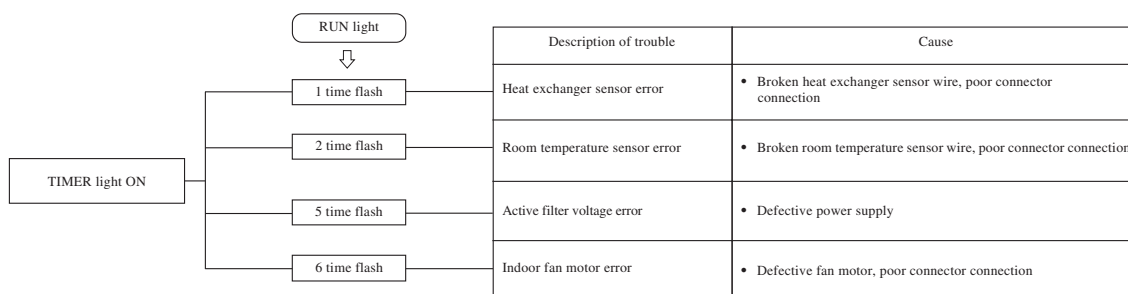 RUN light
Description of trouble
Cause
TIMER light ON
1 time flash
Heat exchanger sensor error
• Broken heat exchanger sensor wire, poor connector
connection
2 time flash
Room temperature sensor error
• Broken room temperature sensor wire, poor connector connection
5 time flash
Active filter voltage error
• Defective power supply
6 time flash
Indoor fan motor error
• Defective fan motor, poor connector connection